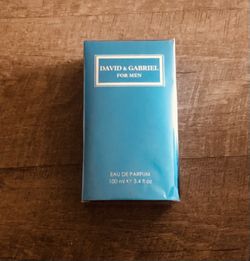 DAVID & GABRIEL
FOR MEN
EAU DE PARFUM
100 ml e 3.4 fl oz